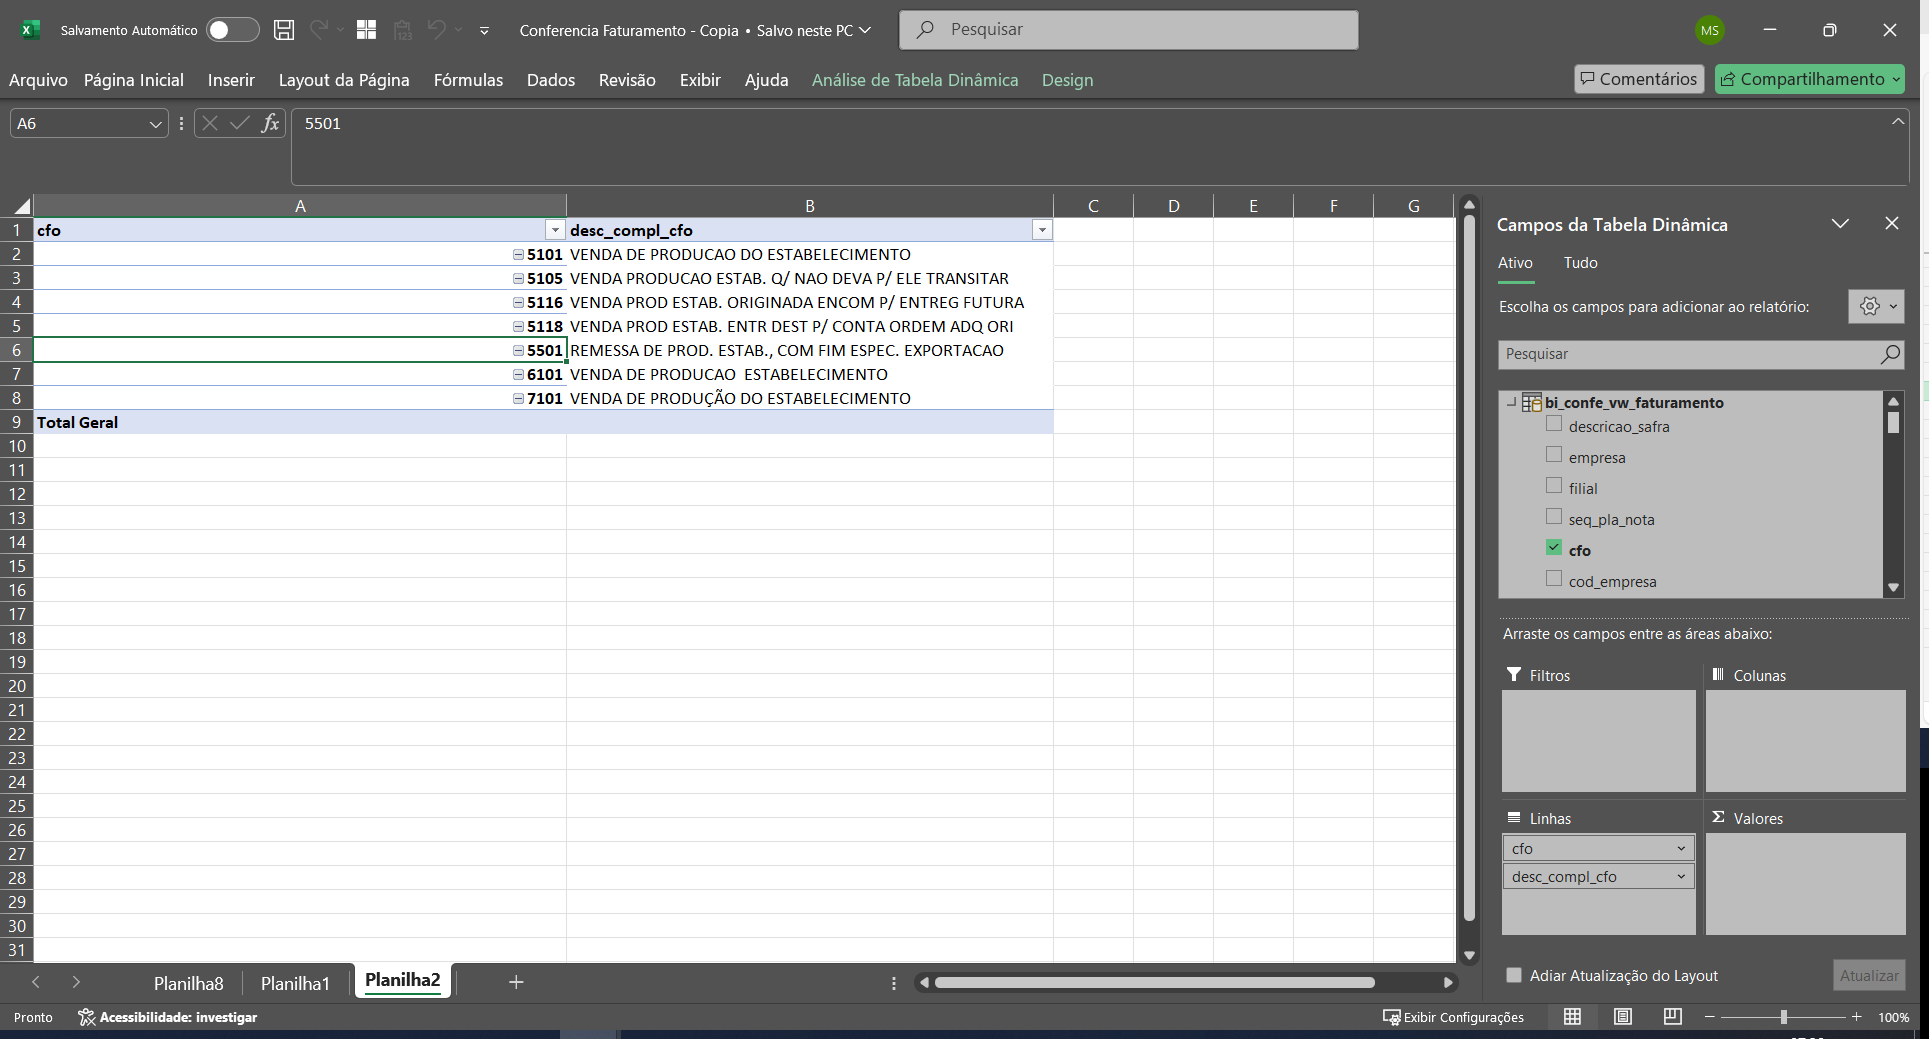 Salvamento Automático
Conferencia Faturamento - Copia • Salvo neste PC
Pesquisar
MS
Arquivo Página Inicial Inserir Layout da Página Fórmulas Dados Revisão Exibir Ajuda Análise de Tabela Dinâmica Design
Comentários
Compartilhamento
A6
fx
5501
A B C D E F G
1 cfo desc_compl_cfo
2 5101 VENDA DE PRODUCAO DO ESTABELECIMENTO
3 5105 VENDA PRODUCAO ESTAB. Q/ NAO DEVA P/ ELE TRANSITAR
4 5116 VENDA PROD ESTAB. ORIGINADA ENCOM P/ ENTREG FUTURA
5 5118 VENDA PROD ESTAB. ENTR DEST P/ CONTA ORDEM ADQ ORI
6 5501 REMESSA DE PROD. ESTAB., COM FIM ESPEC. EXPORTACAO
7 6101 VENDA DE PRODUCAO  ESTABELECIMENTO
8 7101 VENDA DE PRODUÇÃO DO ESTABELECIMENTO
9 Total Geral
10
11
12
13
14
15
16
17
18
19
20
21
22
23
24
25
26
27
28
29
30
31
Campos da Tabela Dinâmica
Ativo Tudo
Escolha os campos para adicionar ao relatório:
Pesquisar
bi_confe_vw_faturamento
descricao_safra
empresa
filial
seq_pla_nota
cfo
cod_empresa
Arraste os campos entre as áreas abaixo:
Filtros
Colunas
Linhas
cfo
desc_compl_cfo
Σ Valores
Adiar Atualização do Layout
Atualizar
Planilha8 Planilha1 Planilha2
Pronto
Acessibilidade: investigar
Exibir Configurações
100%